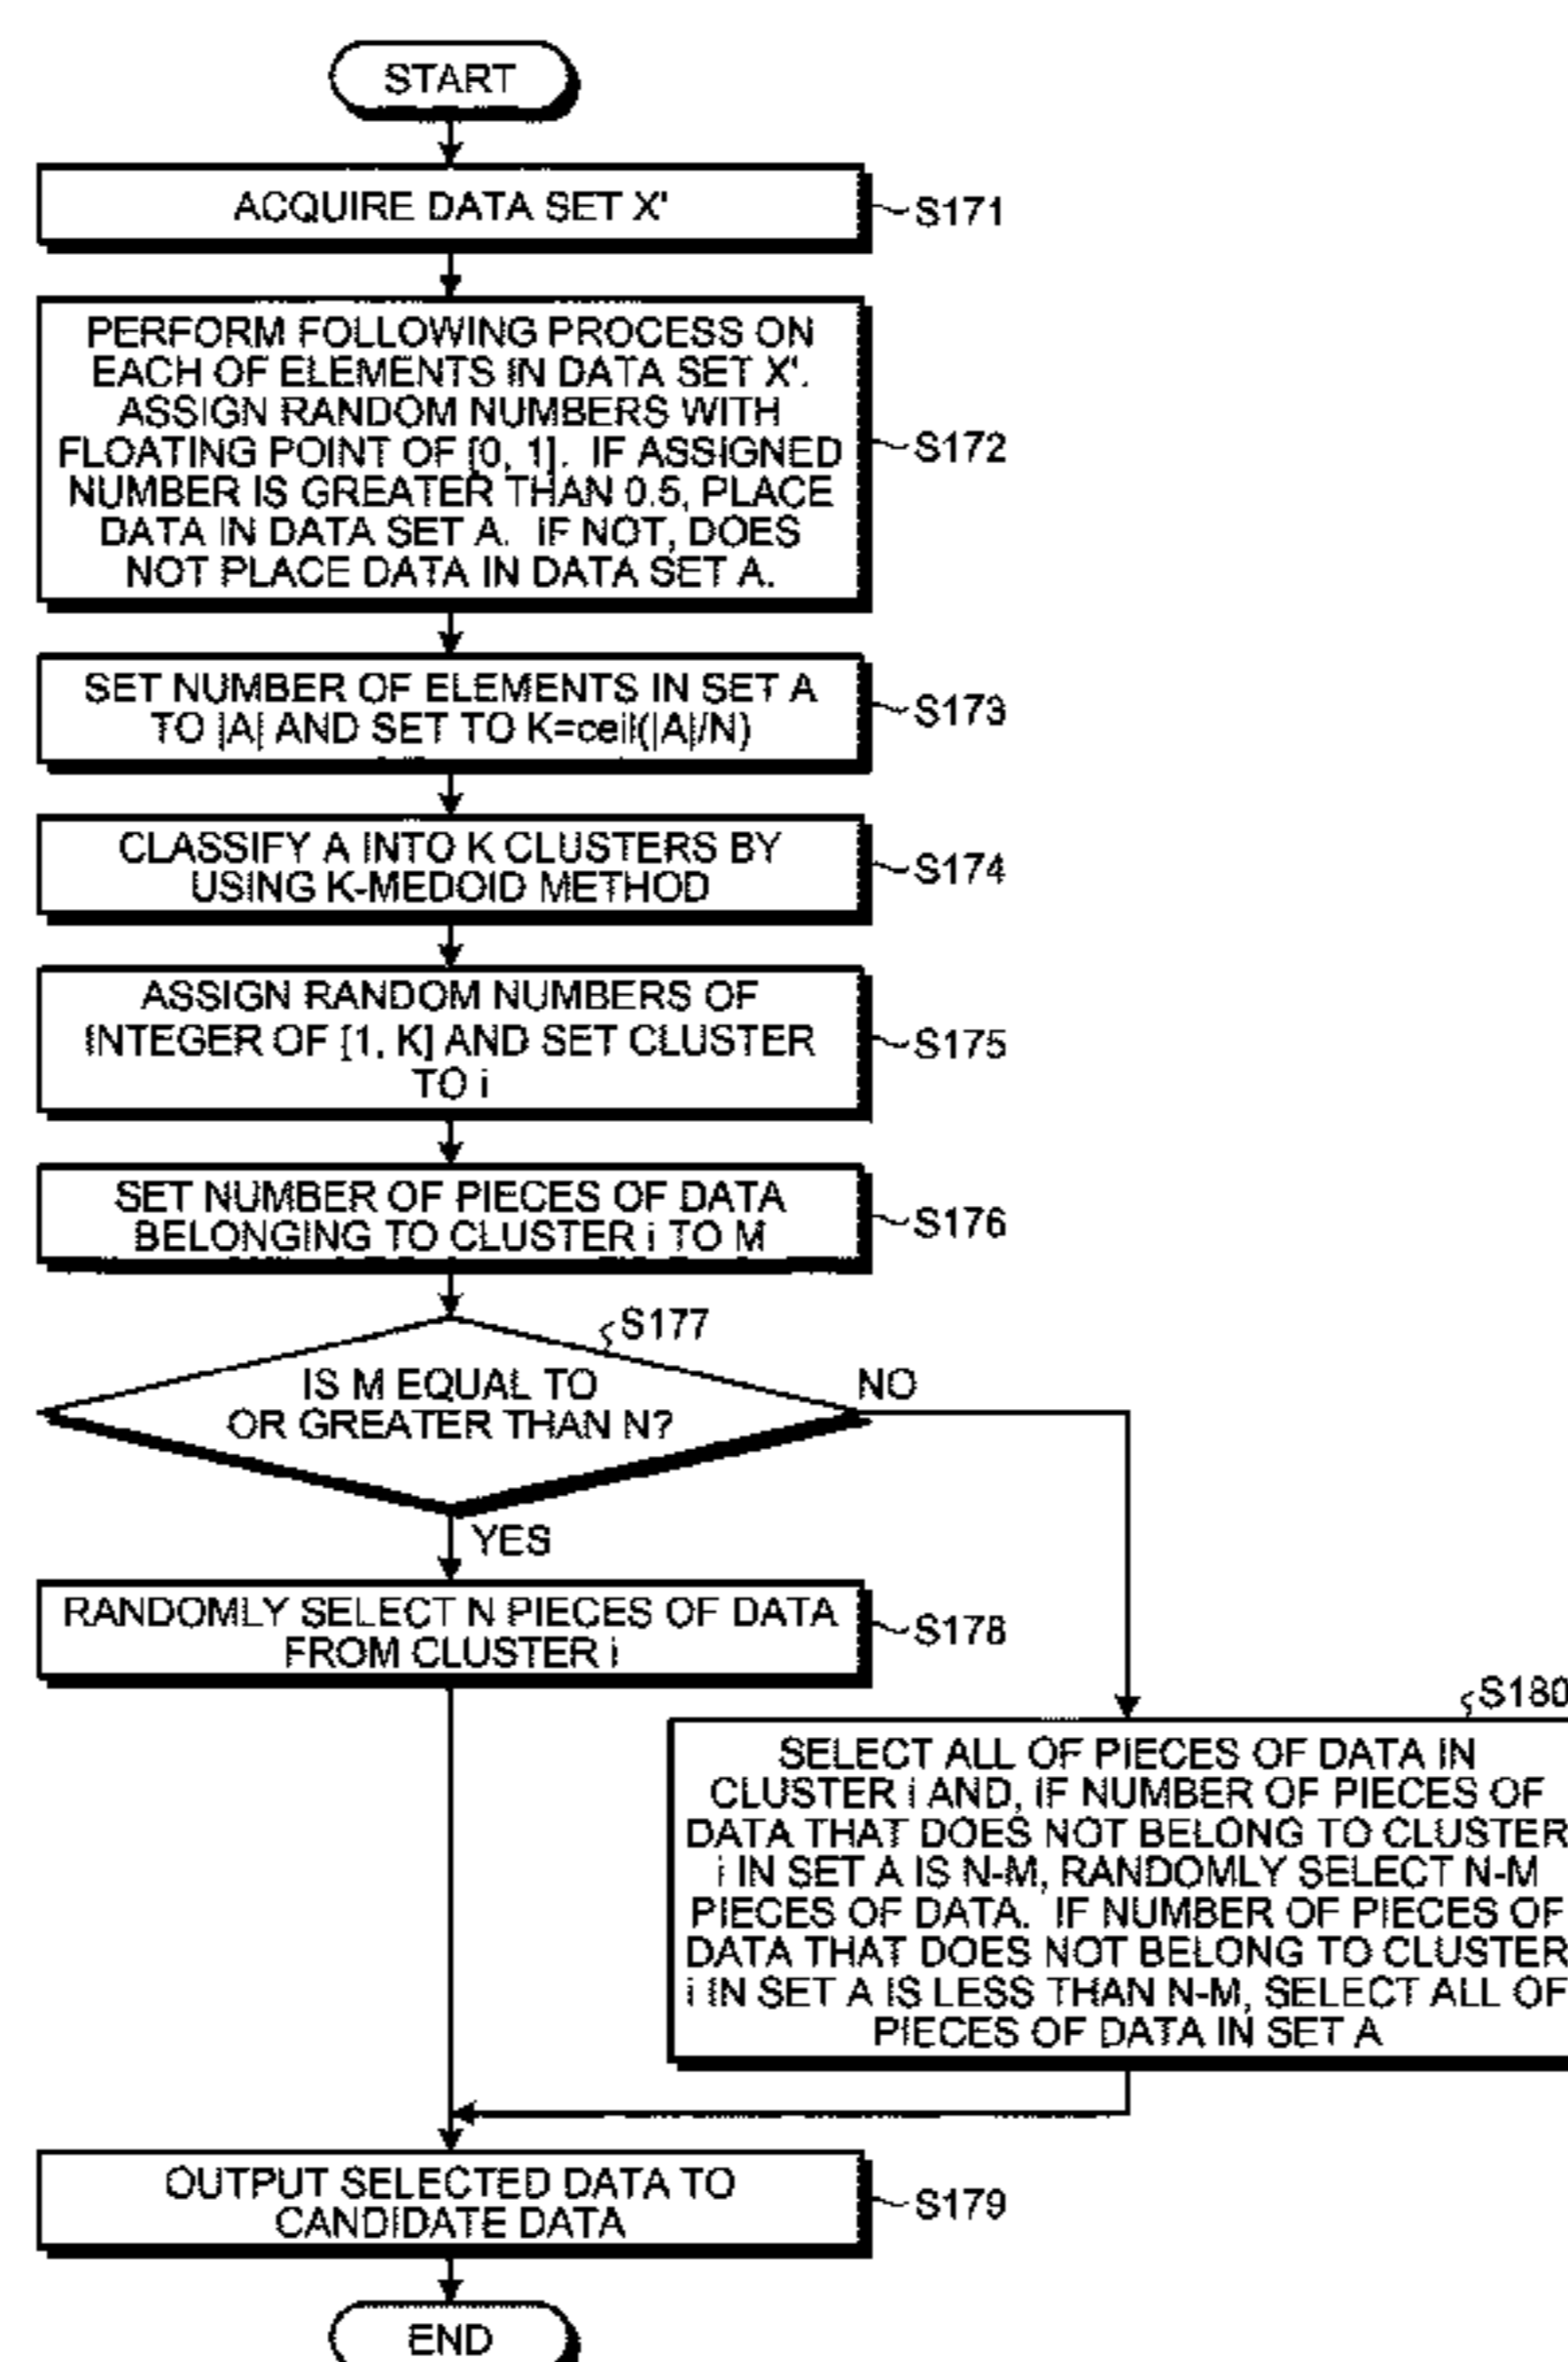 START
ACQUIRE DATA SET X'
S171
PERFORM FOLLOWING PROCESS ON
EACH OF ELEMENTS IN DATA SET X'.
ASSIGN RANDOM NUMBERS WITH
FLOATING POINT OF [0, 1]. IF ASSIGNED
NUMBER IS GREATER THAN 0.5, PLACE
DATA IN DATA SET A. IF NOT, DOES
NOT PLACE DATA IN DATA SET A.
S172
SET NUMBER OF ELEMENTS IN SET A
TO |A| AND SET TO K=ceil(|A|/N)
S173
CLASSIFY A INTO K CLUSTERS BY
USING K-MEDOID METHOD
S174
ASSIGN RANDOM NUMBERS OF
INTEGER OF [1, K] AND SET CLUSTER
TO i
S175
SET NUMBER OF PIECES OF DATA
BELONGING TO CLUSTER i TO M
S176
S177
IS M EQUAL TO
OR GREATER THAN N?
NO
YES
RANDOMLY SELECT N PIECES OF DATA
FROM CLUSTER i
S178
S180
SELECT ALL OF PIECES OF DATA IN
CLUSTER i AND, IF NUMBER OF PIECES OF
DATA THAT DOES NOT BELONG TO CLUSTER
i IN SET A IS N-M, RANDOMLY SELECT N-M
PIECES OF DATA. IF NUMBER OF PIECES OF
DATA THAT DOES NOT BELONG TO CLUSTER
i IN SET A IS LESS THAN N-M, SELECT ALL OF
PIECES OF DATA IN SET A
OUTPUT SELECTED DATA TO
CANDIDATE DATA
S179
END